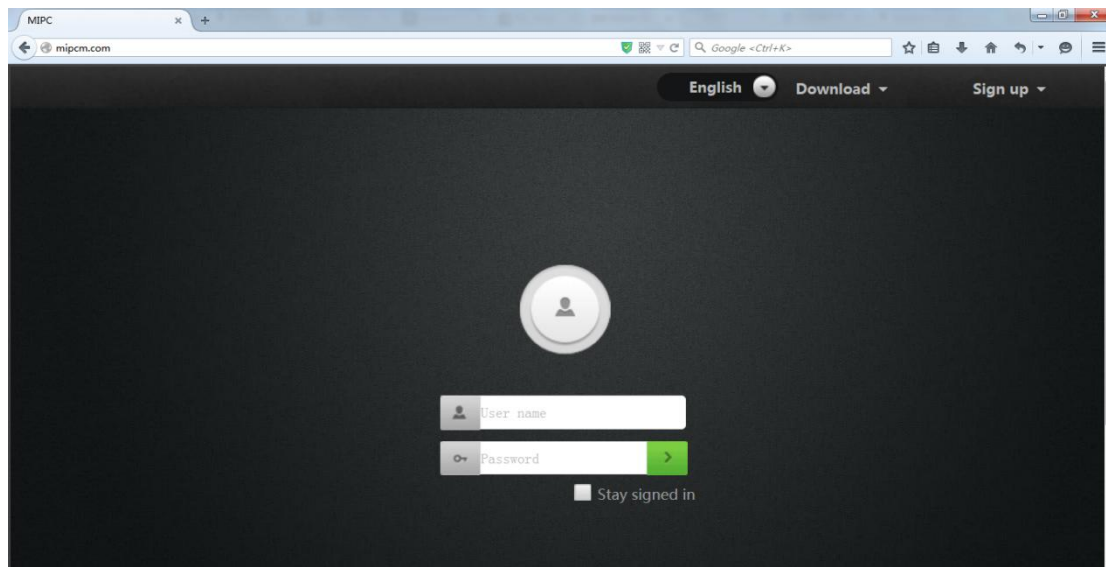 MIPC
mipcm.com
Google <Ctrl+K>
English Download Sign up
User name
Password
Stay signed in